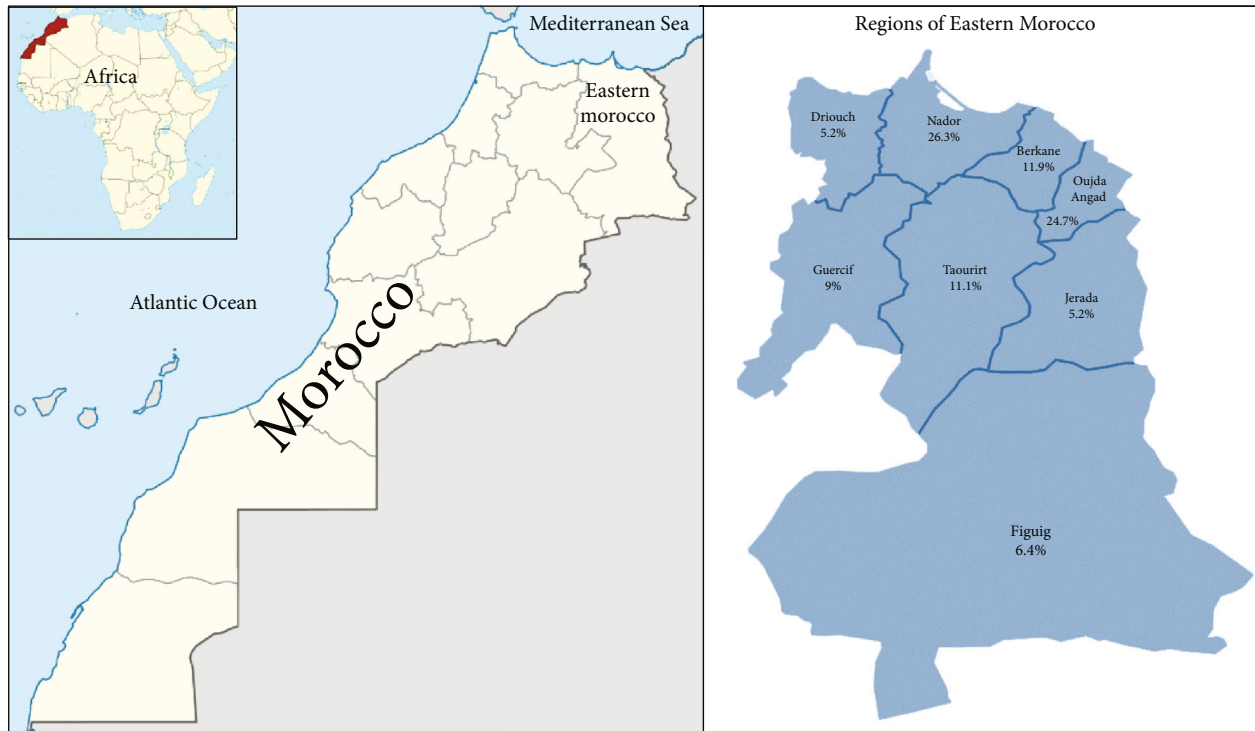 Mediterranean Sea
Africa
Eastern
morocco
Atlantic Ocean
Morocco
Regions of Eastern Morocco
Driouch
5.2%
Nador
26.3%
Berkane
11.9%
Oujda
Angad
24.7%
Guercif
9%
Taourirt
11.1%
Jerada
5.2%
Figuig
6.4%